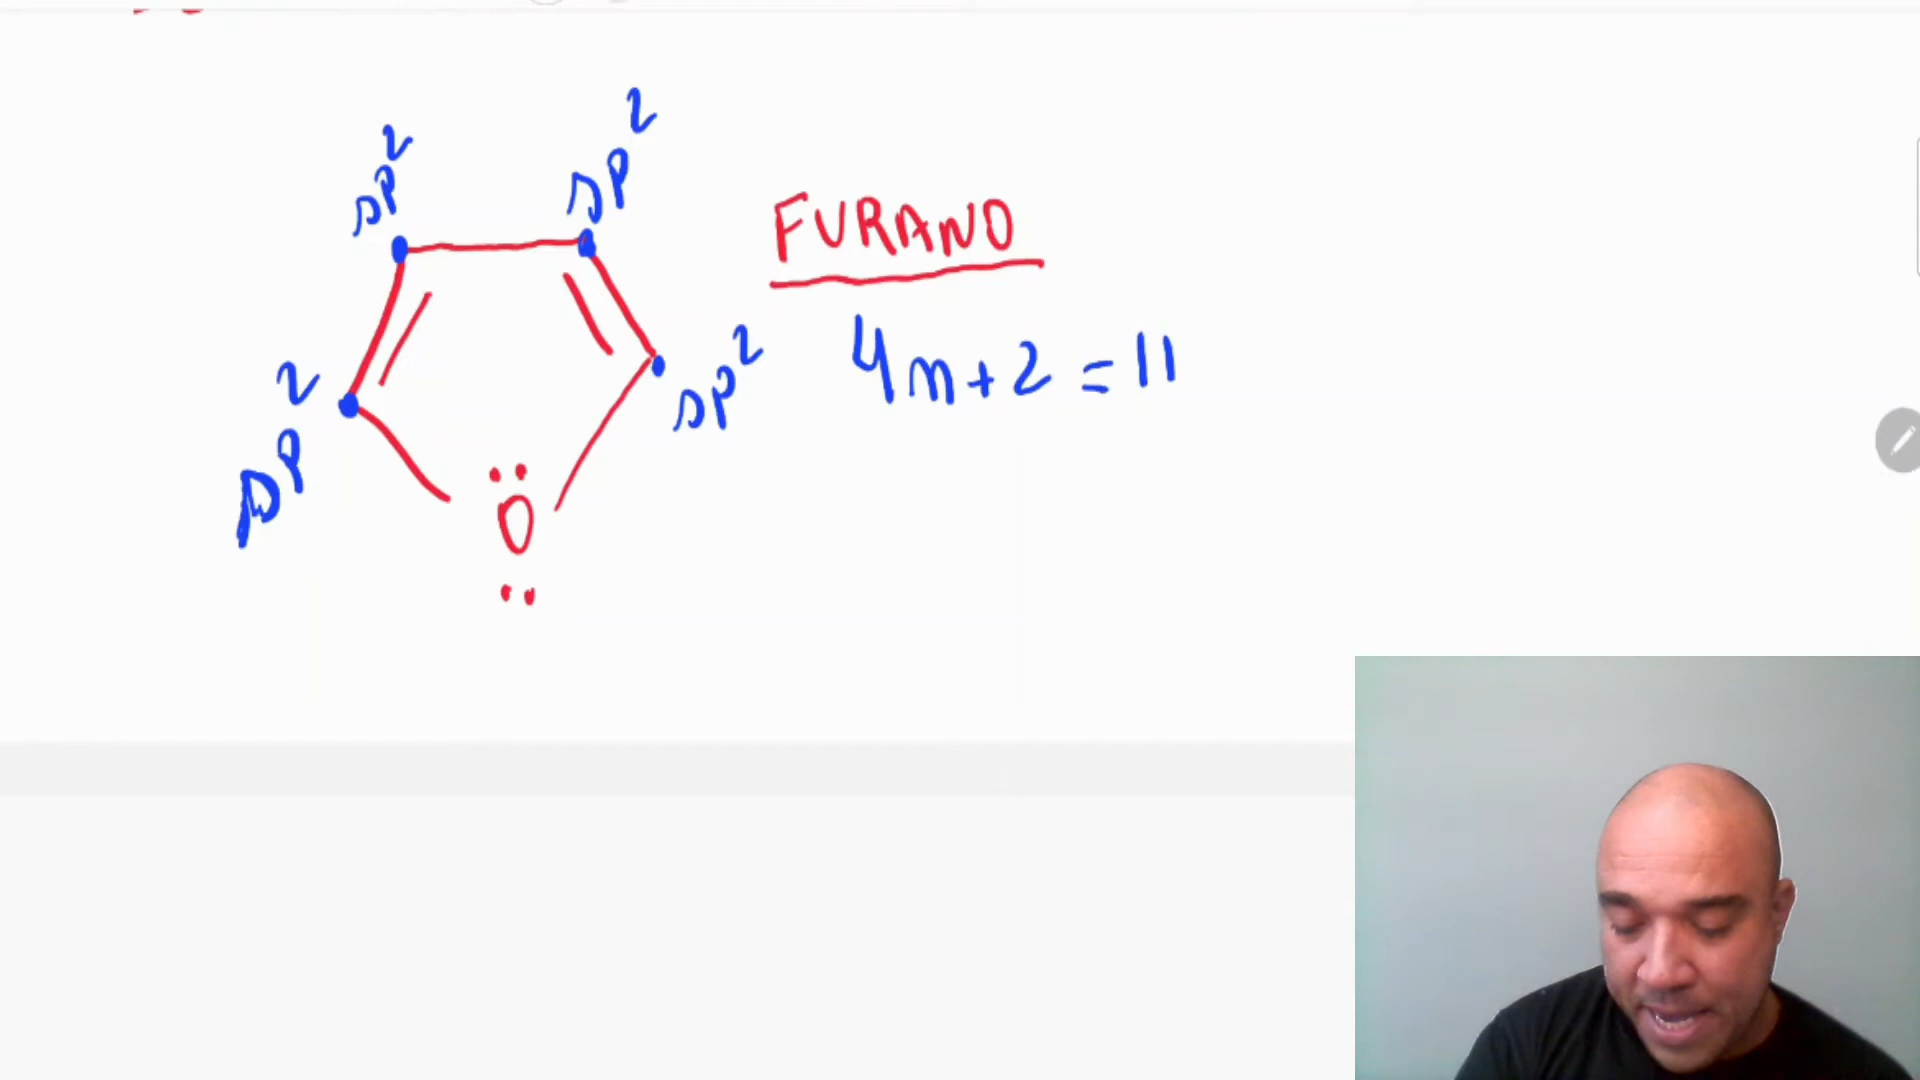 sp²
sp²
FURANO
sp²
4n+2=11
sp²
O